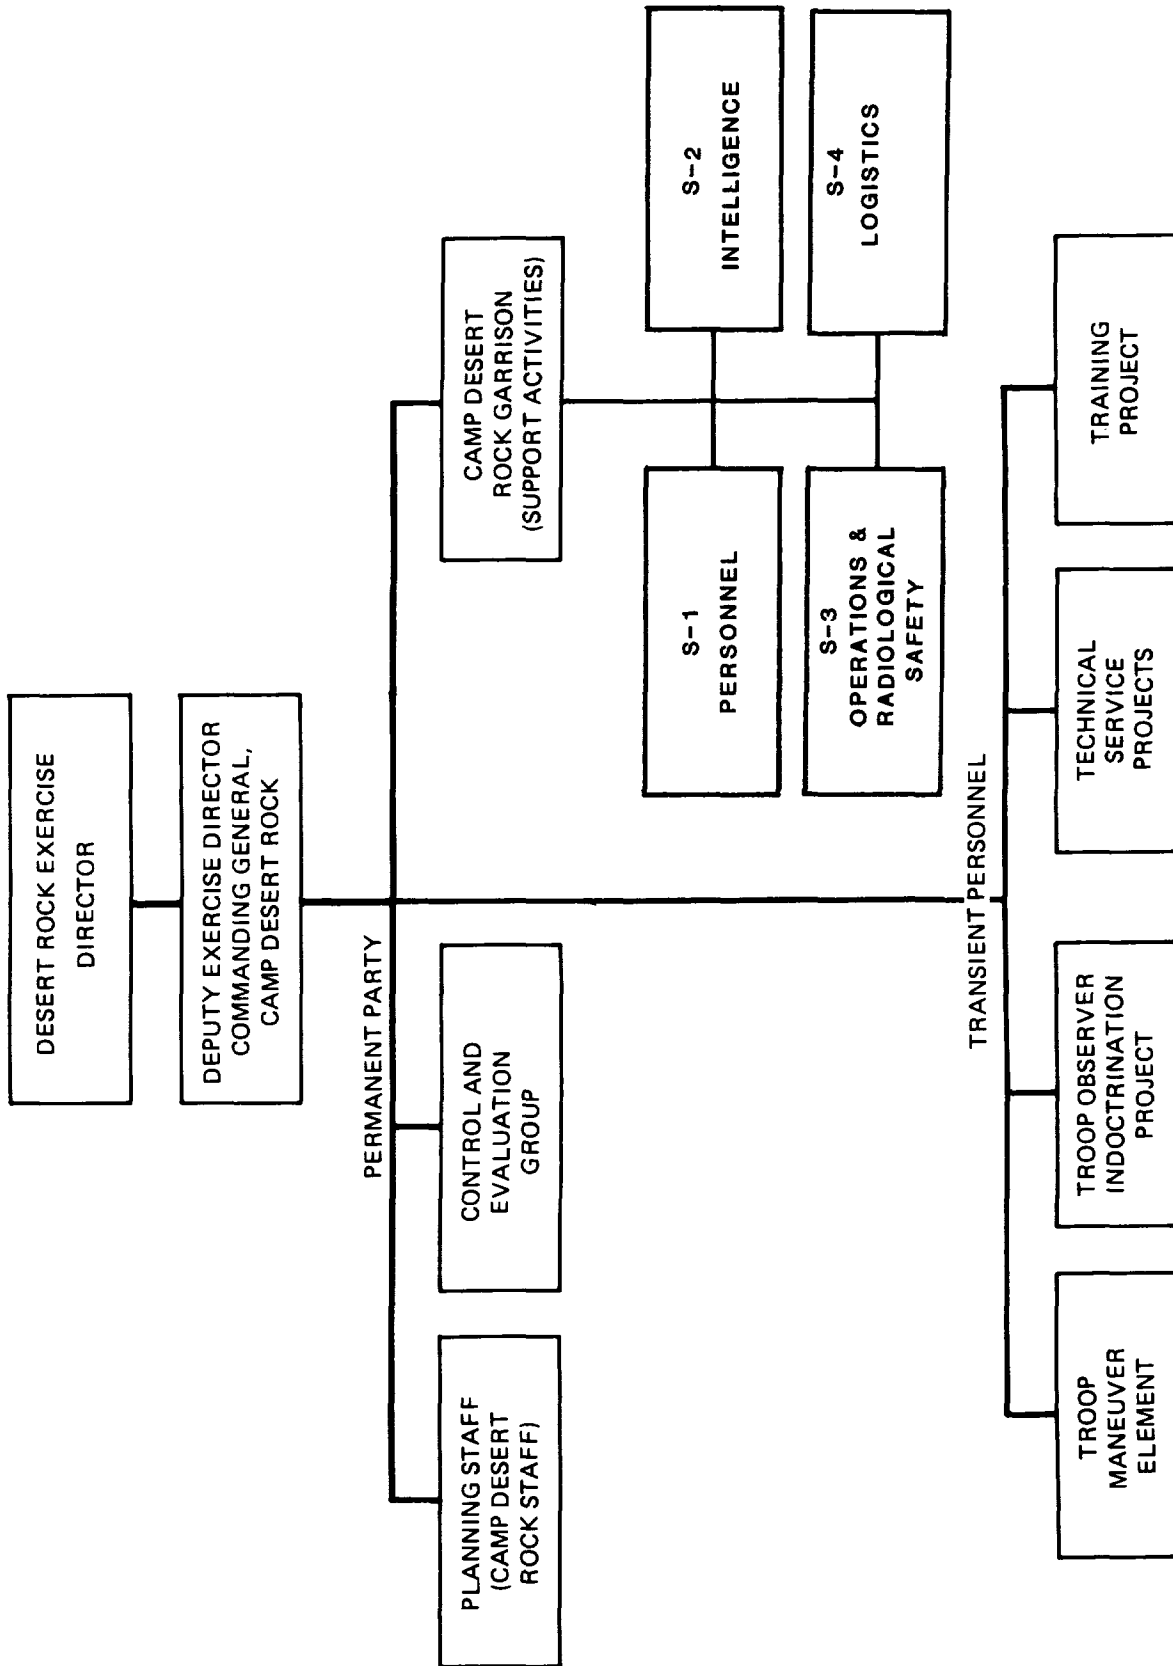 DESERT ROCK EXERCISE
DIRECTOR
DEPUTY EXERCISE DIRECTOR
COMMANDING GENERAL,
CAMP DESERT ROCK
PERMANENT PARTY
PLANNING STAFF
(CAMP DESERT
ROCK STAFF)
CONTROL AND
EVALUATION
GROUP
CAMP DESERT
ROCK GARRISON
(SUPPORT ACTIVITIES)
S-1
PERSONNEL
S-2
INTELLIGENCE
S-3
OPERATIONS &
RADIOLOGICAL
SAFETY
S-4
LOGISTICS
TRANSIENT PERSONNEL
TROOP
MANEUVER
ELEMENT
TROOP OBSERVER
INDOCTRINATION
PROJECT
TECHNICAL
SERVICE
PROJECTS
TRAINING
PROJECT